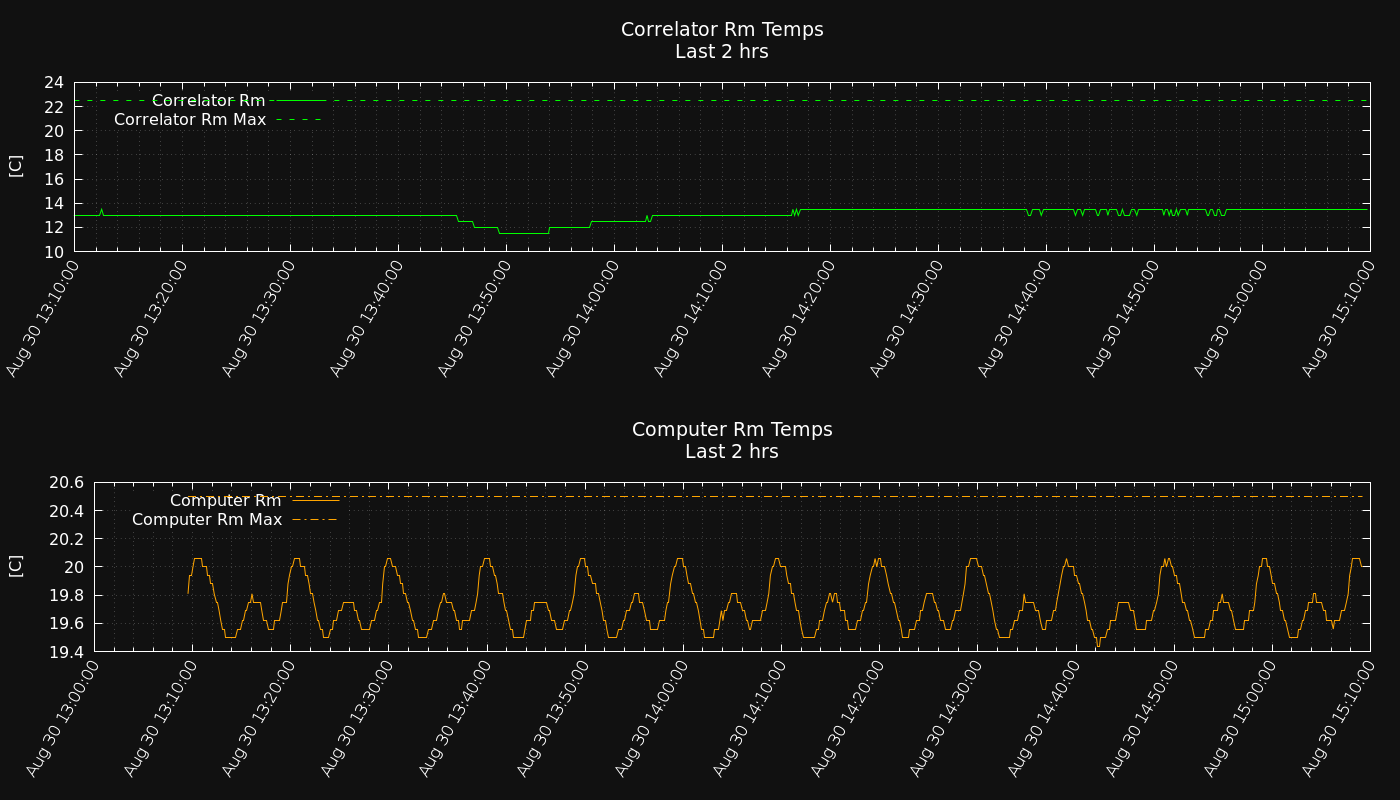 Correlator Rm Temps
Last 2 hrs
24
22
20
18
16
14
12
10
[C]
Correlator Rm
Correlator Rm Max
Aug 30 13:10:00
Aug 30 13:20:00
Aug 30 13:30:00
Aug 30 13:40:00
Aug 30 13:50:00
Aug 30 14:00:00
Aug 30 14:10:00
Aug 30 14:20:00
Aug 30 14:30:00
Aug 30 14:40:00
Aug 30 14:50:00
Aug 30 15:00:00
Aug 30 15:10:00
Computer Rm Temps
Last 2 hrs
20.6
20.4
20.2
20
19.8
19.6
19.4
[C]
Computer Rm
Computer Rm Max
Aug 30 13:00:00
Aug 30 13:10:00
Aug 30 13:20:00
Aug 30 13:30:00
Aug 30 13:40:00
Aug 30 13:50:00
Aug 30 14:00:00
Aug 30 14:10:00
Aug 30 14:20:00
Aug 30 14:30:00
Aug 30 14:40:00
Aug 30 14:50:00
Aug 30 15:00:00
Aug 30 15:10:00